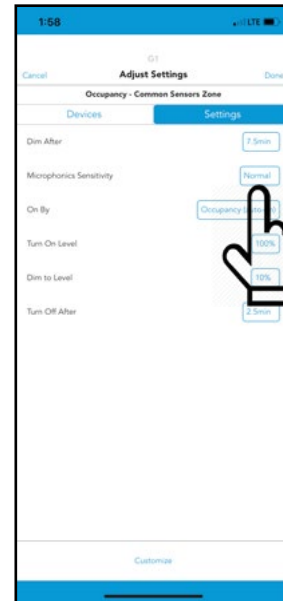 1:58
LTE
G1
Cancel Adjust Settings Done
Occupancy - Common Sensors Zone
Devices Settings
Dim After 7.5min
Microphonics Sensitivity Normal
On By Occupancy
Turn On Level 100%
Dim to Level 10%
Turn Off After 2.5min
Customize